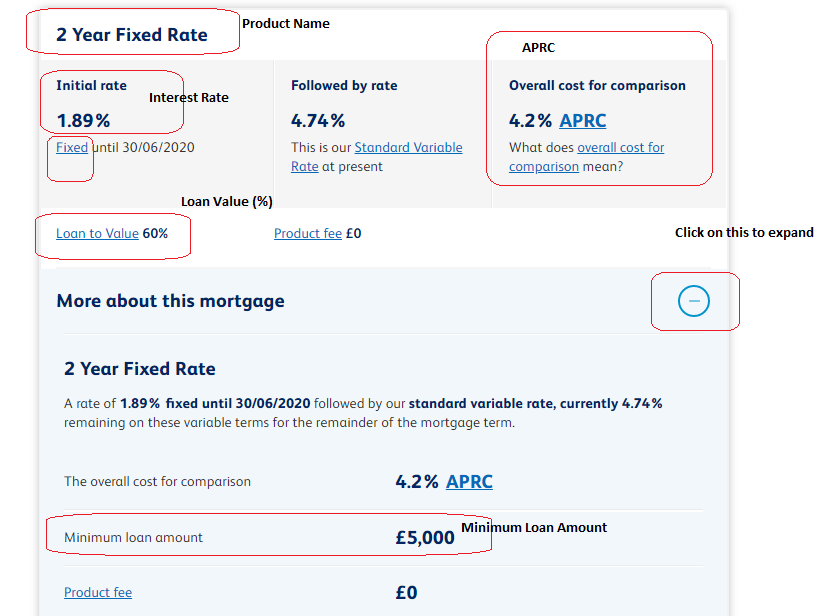 2 Year Fixed Rate
Product Name
APRC
Initial rate
Interest Rate
1.89%
Fixed until 30/06/2020
Followed by rate
4.74%
This is our Standard Variable
Rate at present
Overall cost for comparison
4.2% APRC
What does overall cost for
comparison mean?
Loan Value (%)
Loan to Value 60%
Product fee £0
Click on this to expand
More about this mortgage
2 Year Fixed Rate
A rate of 1.89% fixed until 30/06/2020 followed by our standard variable rate, currently 4.74%
remaining on these variable terms for the remainder of the mortgage term.
The overall cost for comparison
4.2% APRC
Minimum loan amount
£5,000
Minimum Loan Amount
Product fee
£0